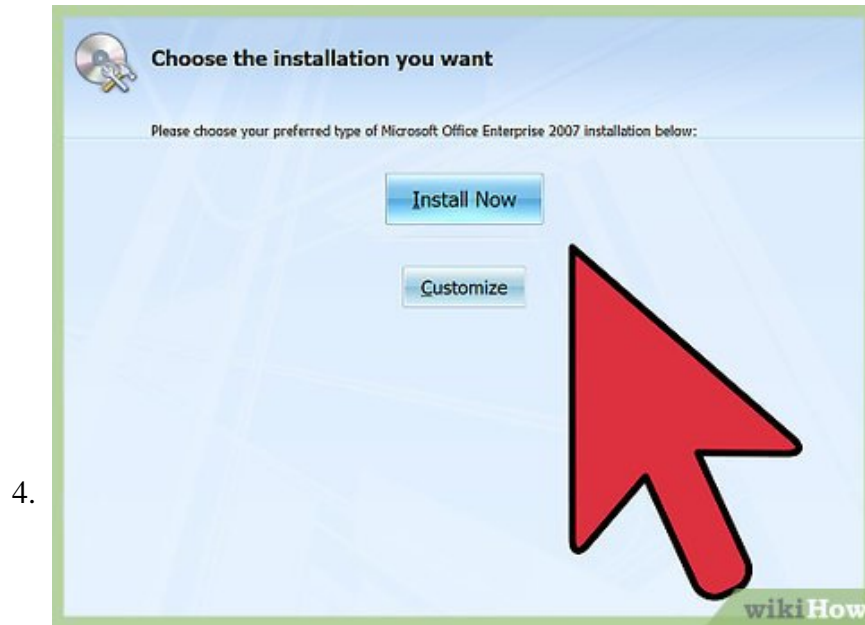 Choose the installation you want
Please choose your preferred type of Microsoft Office Enterprise 2007 installation below:
Install Now
Customize
4.
wikiHow